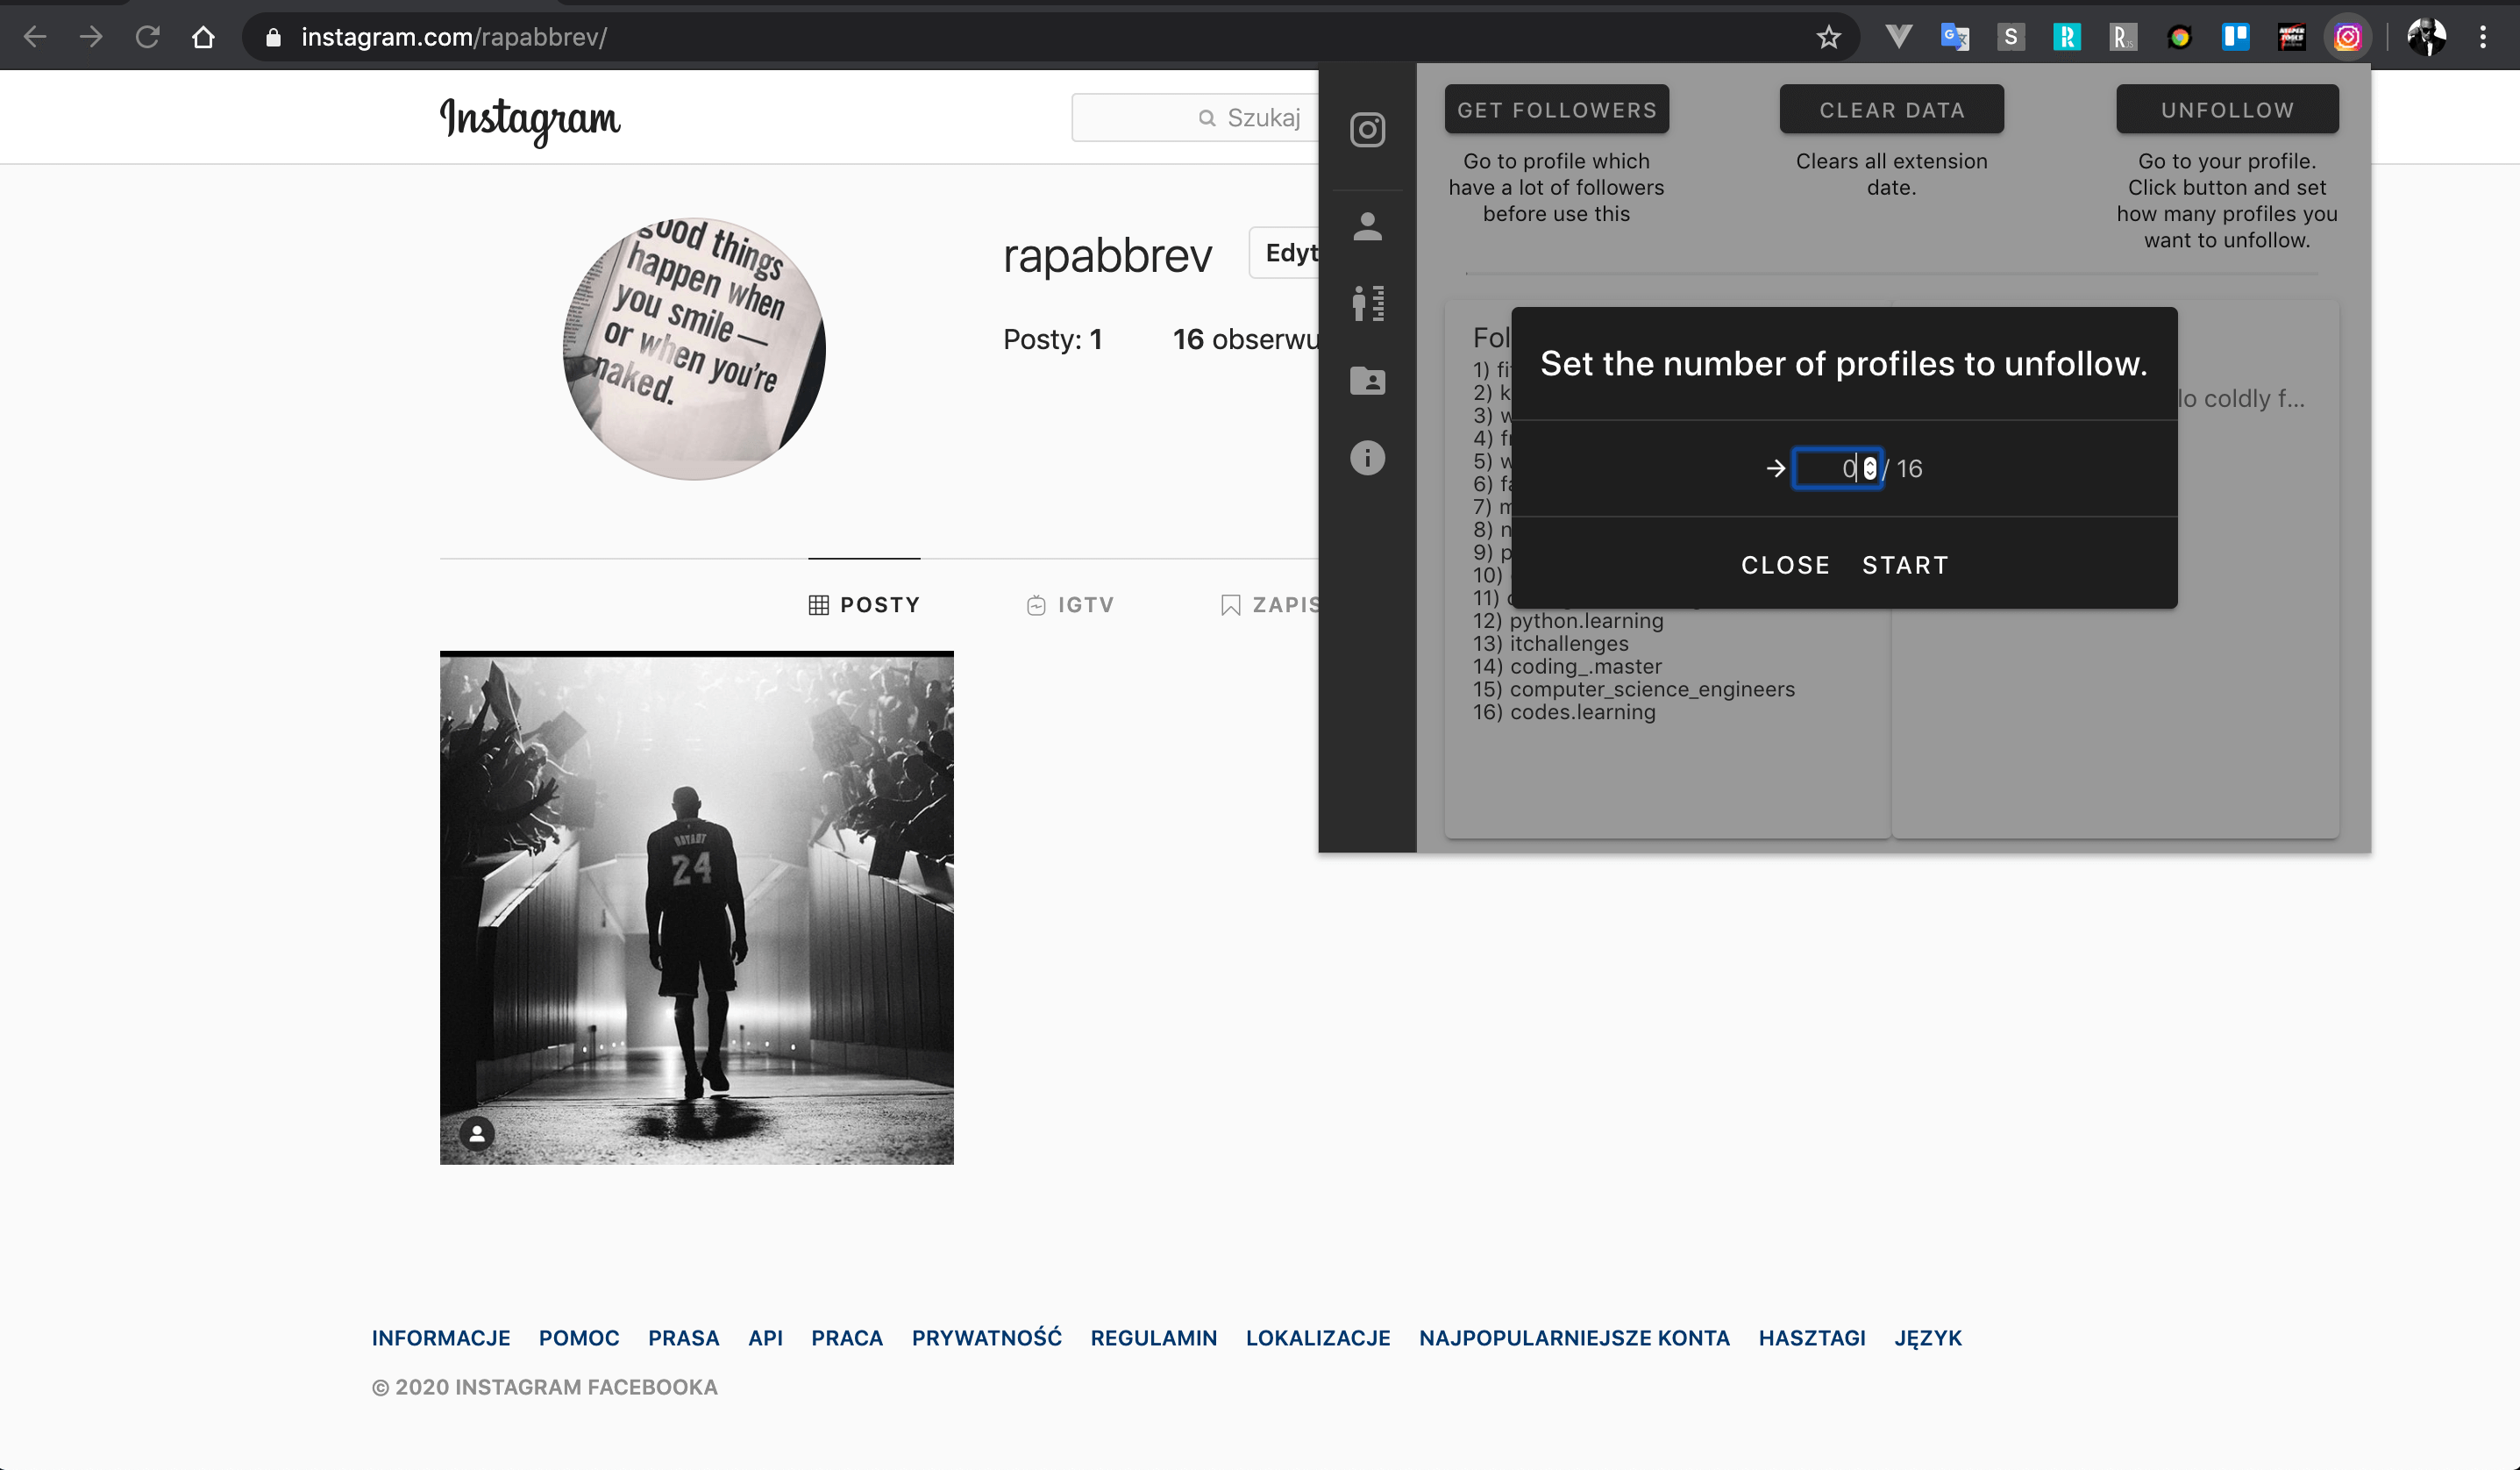 instagram.com/rapabbrev/
Instagram
Szukaj
good things
happen when
you smile—
or when you're
naked.
rapabbrev
Edyt
Posty: 1
16 obserwu
POSTY
IGTV
ZAPIS
BRYANT
24
GET FOLLOWERS
Go to profile which
have a lot of followers
before use this
CLEAR DATA
Clears all extension
date.
UNFOLLOW
Go to your profile.
Click button and set
how many profiles you
want to unfollow.
Fol
1) fi
2) k
3) w
4) f
5) w
6) fa
7) m
8) n
9) p
10)
11) c
12) python.learning
13) itchallenges
14) coding_.master
15) computer_science_engineers
16) codes.learning
lo coldly f...
Set the number of profiles to unfollow.
0 / 16
CLOSE START
INFORMACJE POMOC PRASA API PRACA PRYWATNOŚĆ REGULAMIN LOKALIZACJE NAJPOPULARNIEJSZE KONTA HASZTAGI JĘZYK
© 2020 INSTAGRAM FACEBOOKA